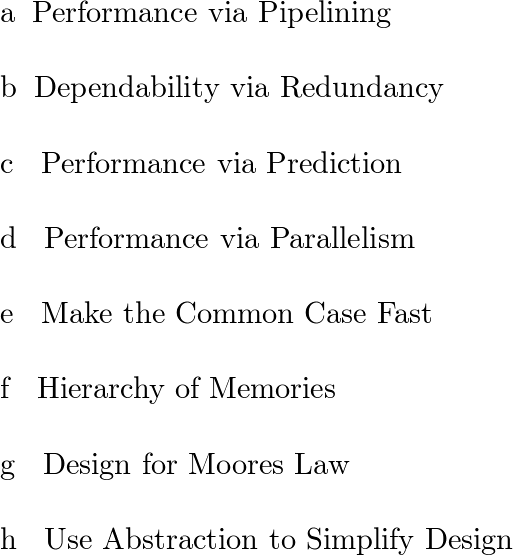 a Performance via Pipelining
b Dependability via Redundancy
c Performance via Prediction
d Performance via Parallelism
e Make the Common Case Fast
f Hierarchy of Memories
g Design for Moores Law
h Use Abstraction to Simplify Design